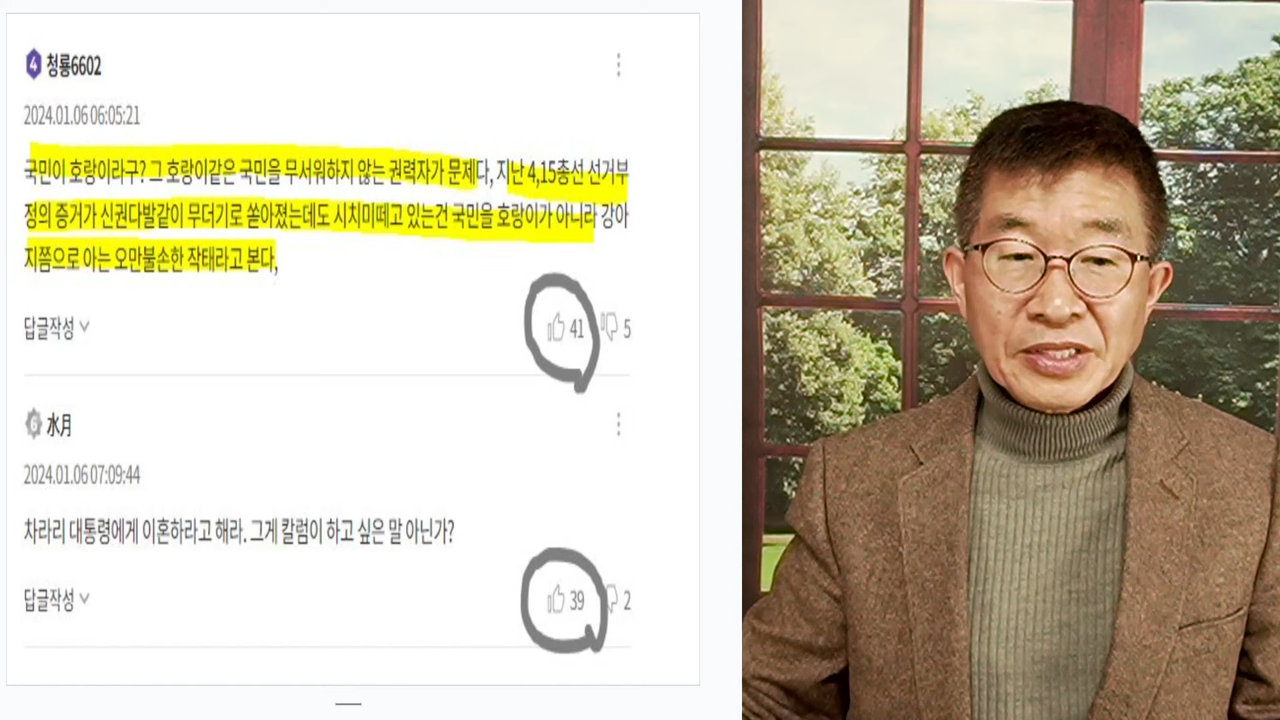 4 청룡6602
2024.01.06 06:05:21
국민이 호랑이라구? 그 호랑이같은 국민을 무서워하지 않는 권력자가 문제다, 지난 4,15총선 선거부
정의 증거가 신권다발같이 무더기로 쏟아졌는데도 시치미떼고 있는건 국민을 호랑이가 아니라 강아
지쯤으로 아는 오만불손한 작태라고 본다,
답글작성
41 5
6 水月
2024.01.06 07:09:44
차라리 대통령에게 이혼하라고 해라. 그게 칼럼이 하고 싶은 말 아닌가?
답글작성
39 2